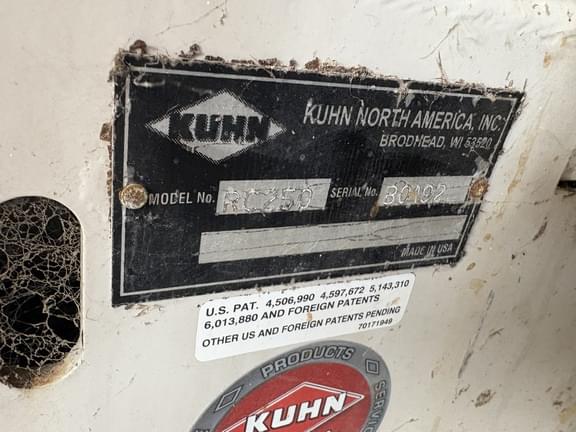 KUHN
KUHN NORTH AMERICA, INC.
BRODHEAD, WI 53520
MODEL No. RC250 SERIAL No. B0192
MADE IN USA
U.S. PAT. 4,506,990 4,597,672 5,143,310
6,013,880 AND FOREIGN PATENTS
OTHER US AND FOREIGN PATENTS PENDING
70171949
PRODUCTS
KUHN